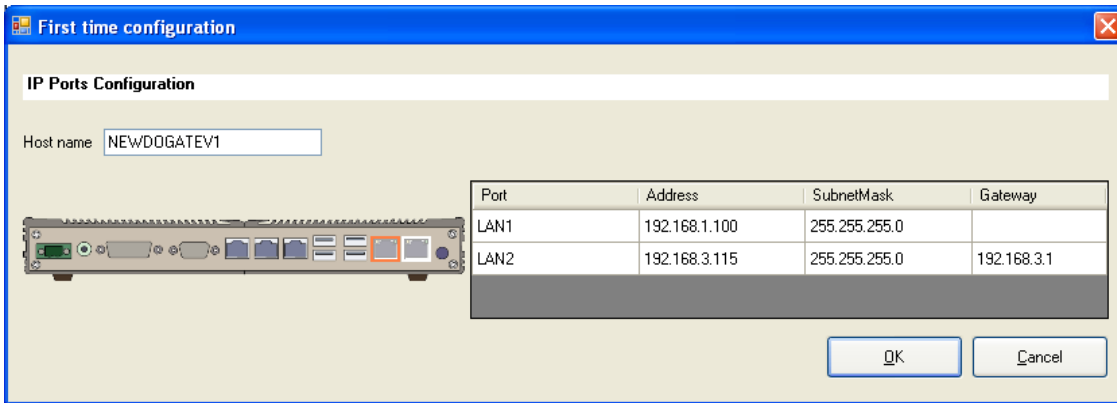 First time configuration
IP Ports Configuration
Host name NEWDOGATEV1
Port Address SubnetMask Gateway
LAN1 192.168.1.100 255.255.255.0
LAN2 192.168.3.115 255.255.255.0 192.168.3.1
OK Cancel